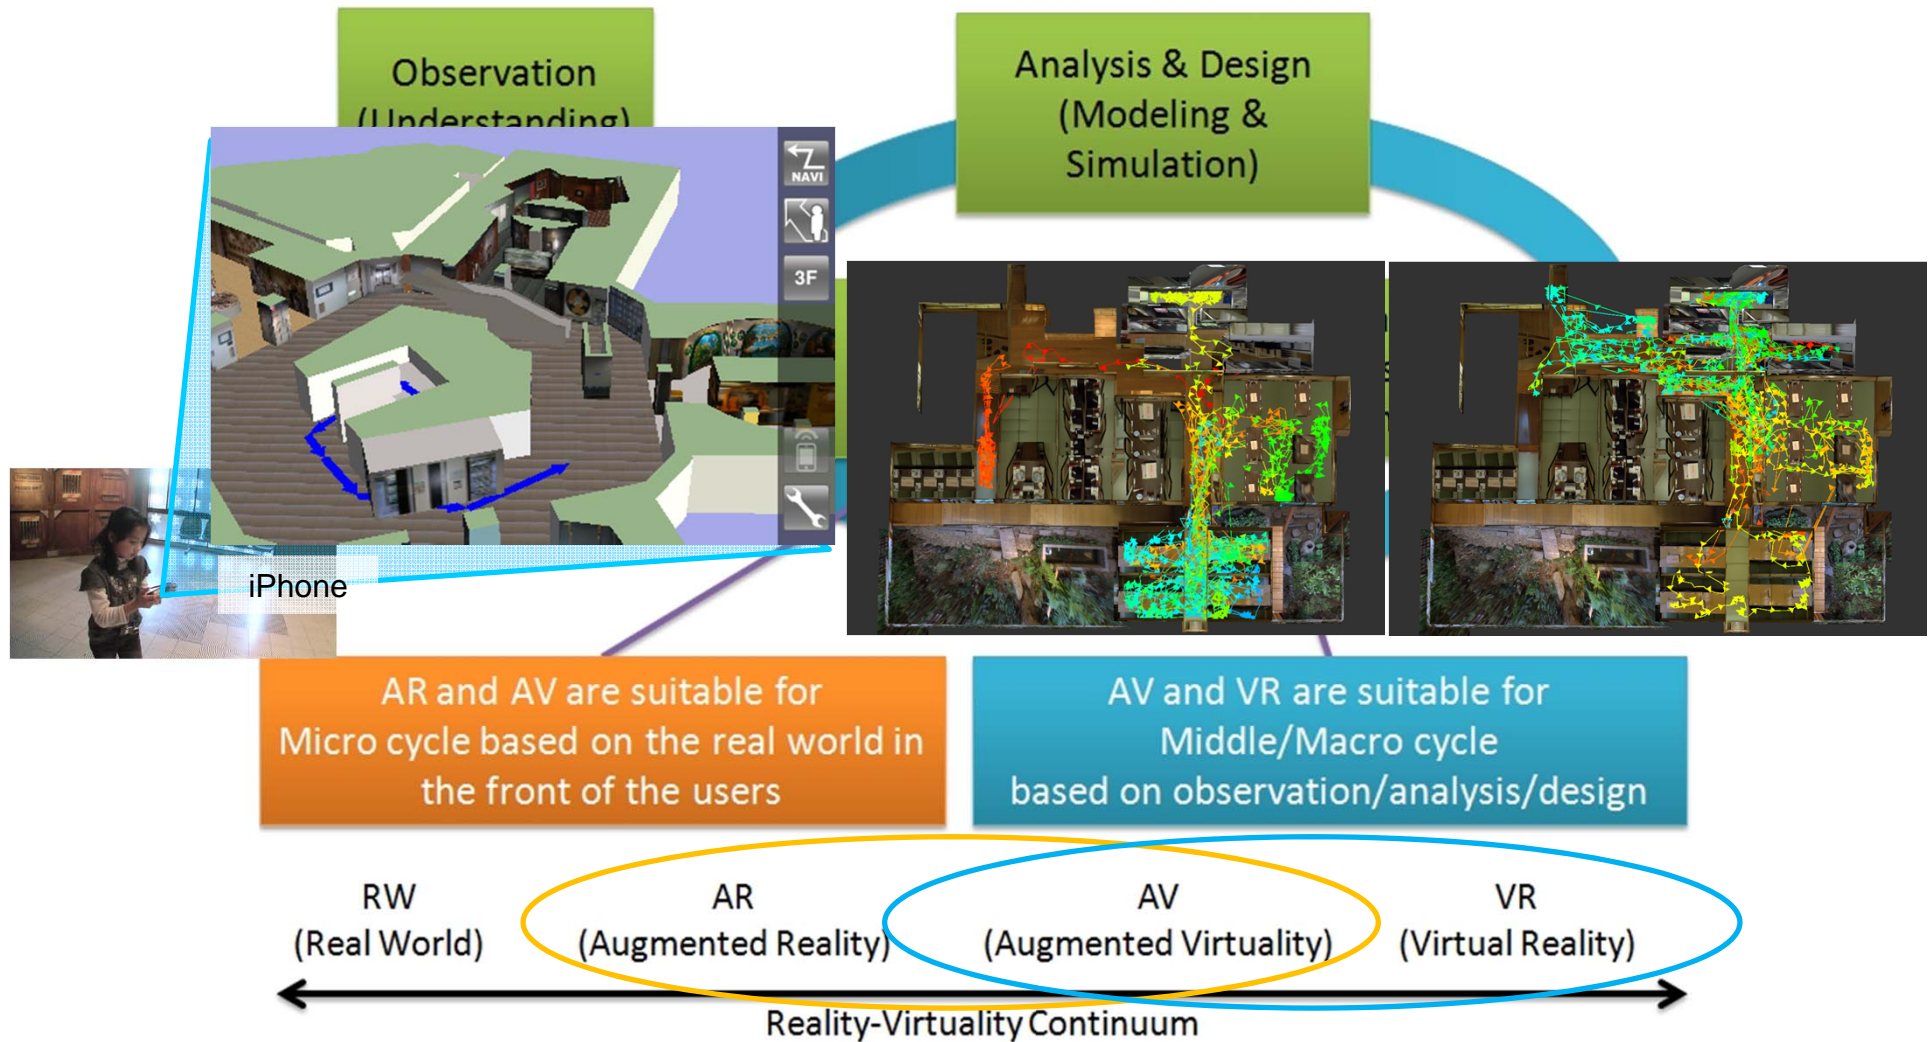 Observation
(Understanding)
Analysis & Design
(Modeling &
Simulation)
NAVI
3F
iPhone
AR and AV are suitable for
Micro cycle based on the real world in
the front of the users
AV and VR are suitable for
Middle/Macro cycle
based on observation/analysis/design
RW
(Real World)
AR
(Augmented Reality)
AV
(Augmented Virtuality)
VR
(Virtual Reality)
Reality-Virtuality Continuum